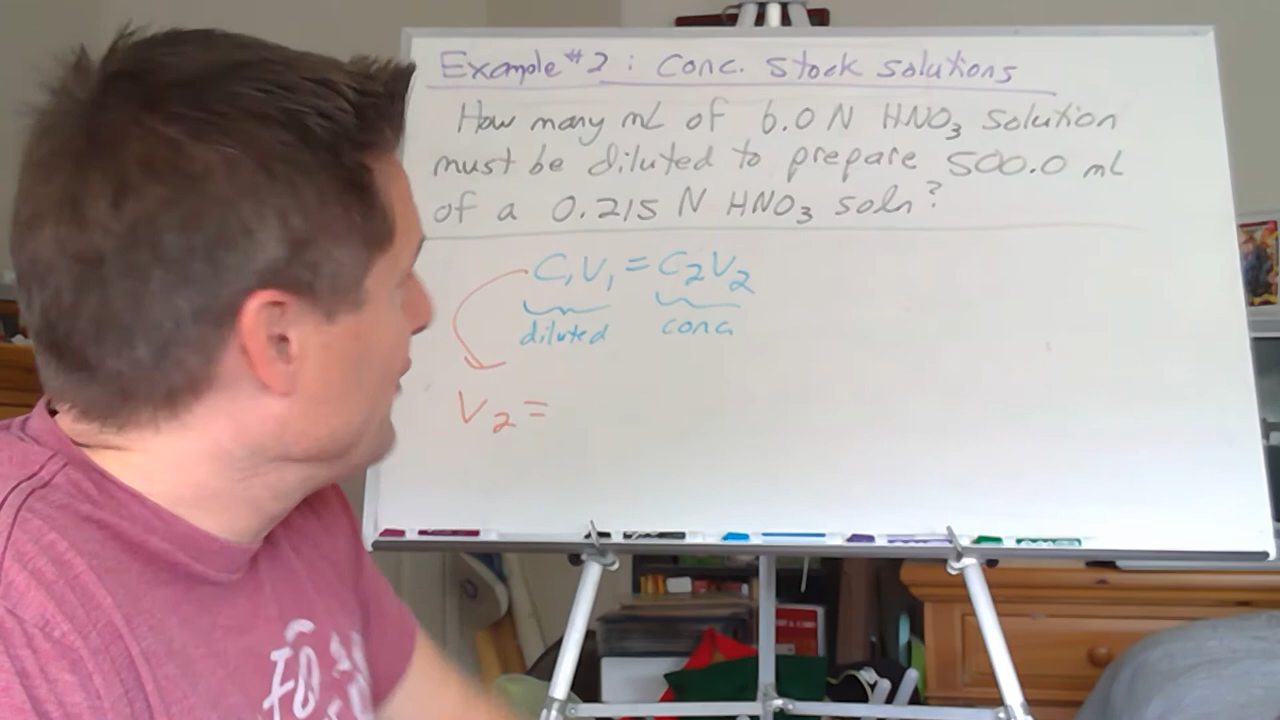 Example #2 : Conc. Stock Solutions
How many mL of 6.0 N HNO₃ solution
must be diluted to prepare 500.0 mL
of a 0.215 N HNO₃ soln?
C₁V₁ = C₂V₂
diluted conc
V₂ =